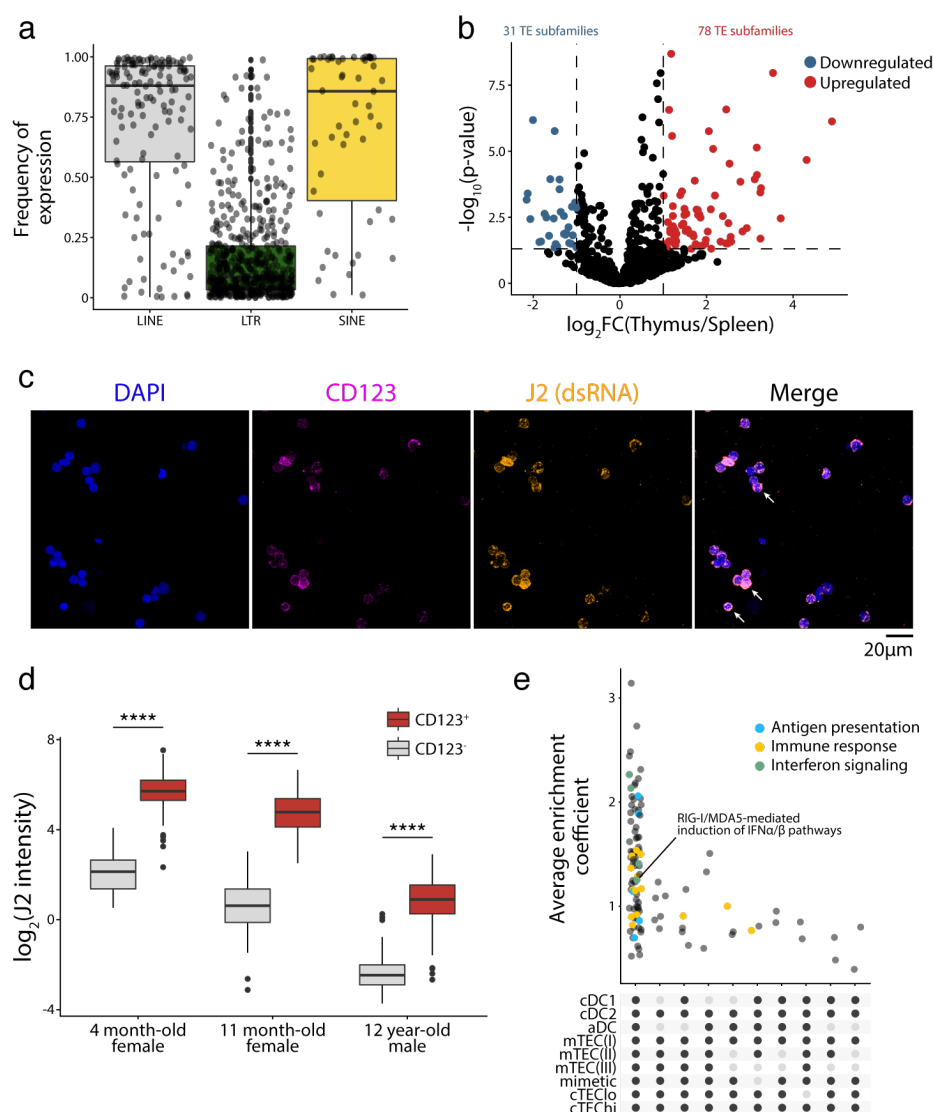 a
1.00
0.75
0.50
0.25
0
Frequency of
expression
LINE
LTR
SINE
b
31 TE subfamilies
78 TE subfamilies
Downregulated
Upregulated
7.5
5.0
2.5
0
-log10(p-value)
-2
0
2
4
log2FC(Thymus/Spleen)
c
DAPI
CD123
J2 (dsRNA)
Merge
20μm
d
CD123+
CD123-
****
****
****
8
4
0
-4
log2(J2 intensity)
4 month-old
female
11 month-old
female
12 year-old
male
e
3
2
1
Average enrichment
coefficient
Antigen presentation
Immune response
Interferon signaling
RIG-I/MDA5-mediated
induction of IFNα/β pathways
cDC1
cDC2
aDC
mTEC(I)
mTEC(II)
mTEC(III)
mimetic
cTEClo
cTEChi